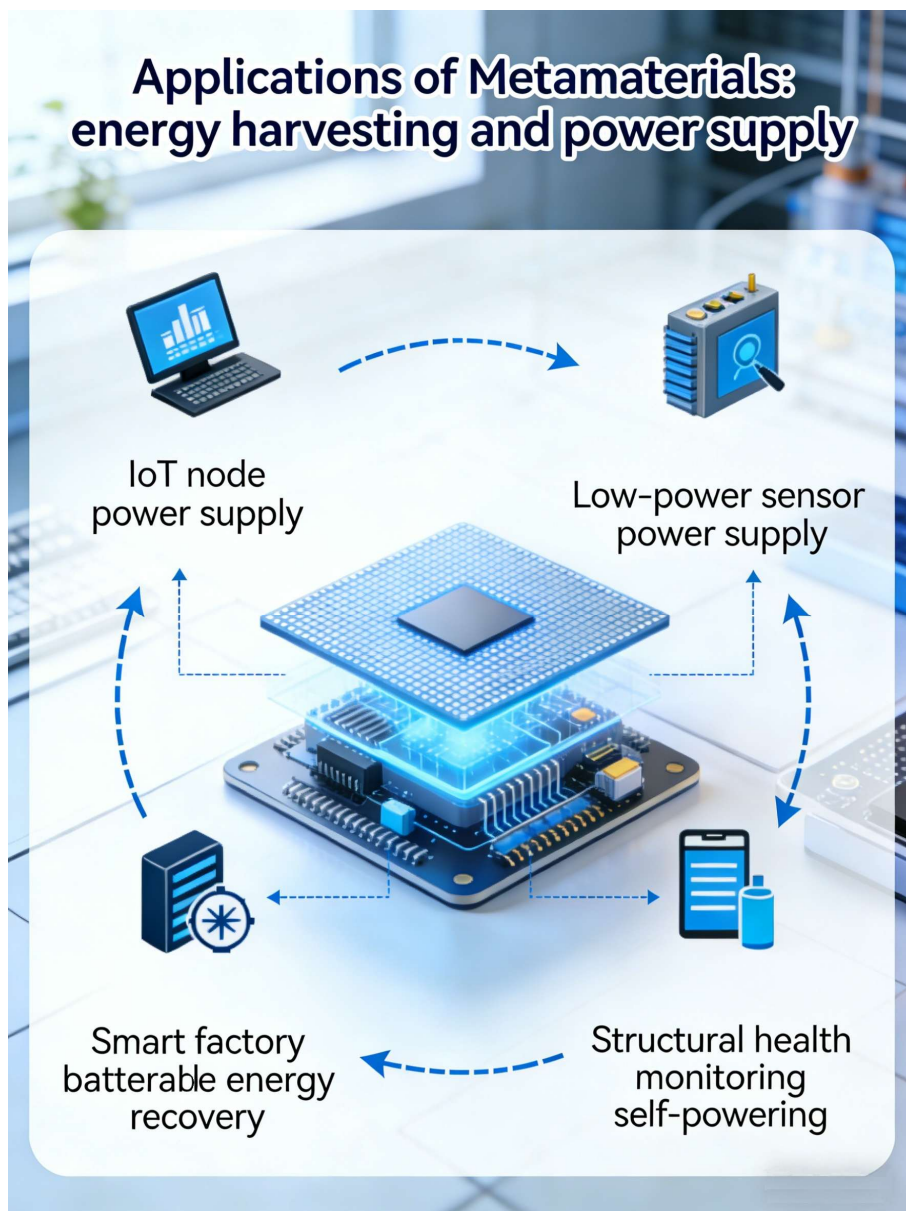 Applications of Metamaterials:
energy harvesting and power supply
IoT node
power supply
Low-power sensor
power supply
Smart factory
batterable energy
recovery
Structural health
monitoring
self-powering